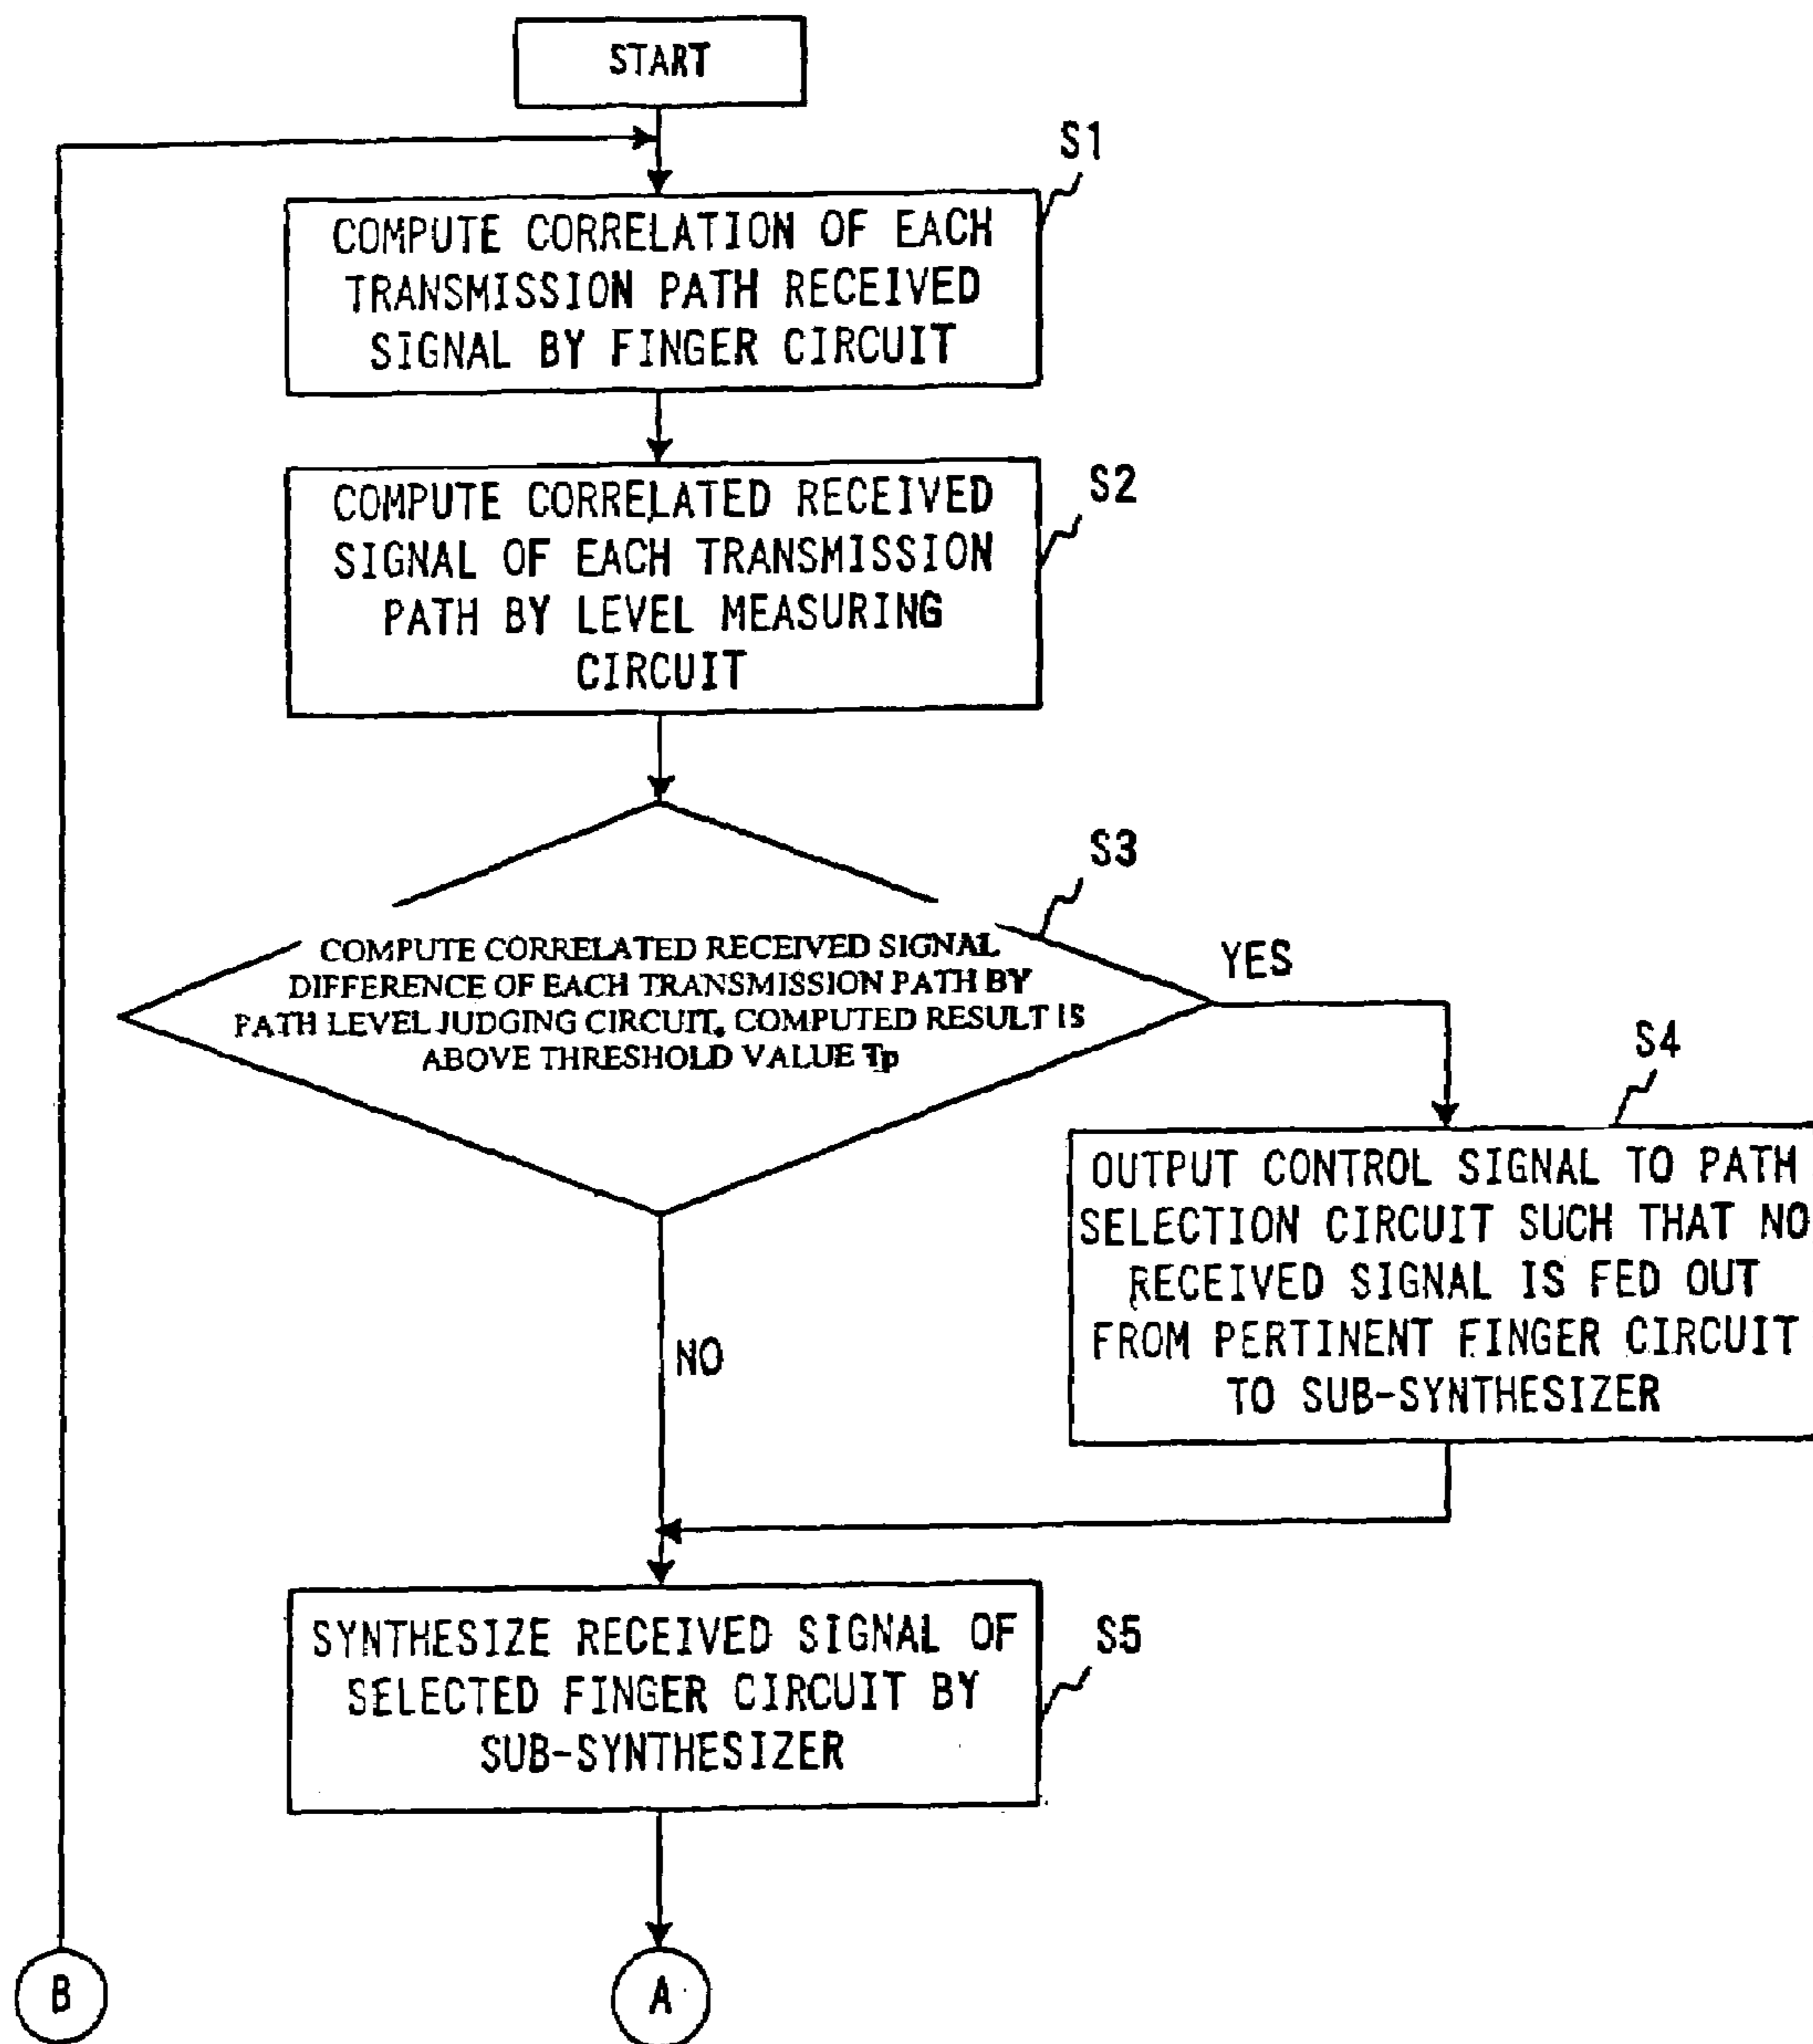 START
S1
COMPUTE CORRELATION OF EACH
TRANSMISSION PATH RECEIVED
SIGNAL BY FINGER CIRCUIT
S2
COMPUTE CORRELATED RECEIVED
SIGNAL OF EACH TRANSMISSION
PATH BY LEVEL MEASURING
CIRCUIT
S3
COMPUTE CORRELATED RECEIVED SIGNAL
DIFFERENCE OF EACH TRANSMISSION PATH BY
PATH LEVEL JUDGING CIRCUIT. COMPUTED RESULT IS
ABOVE THRESHOLD VALUE Tp
YES
S4
OUTPUT CONTROL SIGNAL TO PATH
SELECTION CIRCUIT SUCH THAT NO
RECEIVED SIGNAL IS FED OUT
FROM PERTINENT FINGER CIRCUIT
TO SUB-SYNTHESIZER
NO
S5
SYNTHESIZE RECEIVED SIGNAL OF
SELECTED FINGER CIRCUIT BY
SUB-SYNTHESIZER
B
A